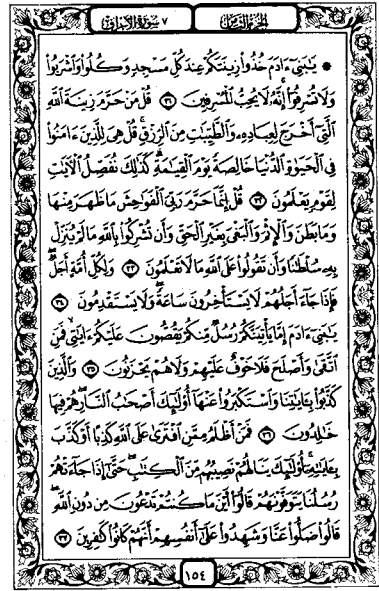 الجزء الثامن ٧ سورة الأعراف
۞ يَٰبَنِىٓ ءَادَمَ خُذُوا۟ زِينَتَكُمْ عِندَ كُلِّ مَسْجِدٍ وَكُلُوا۟ وَٱشْرَبُوا۟
وَلَا تُسْرِفُوٓا۟ إِنَّهُۥ لَا يُحِبُّ ٱلْمُسْرِفِينَ ٣١ قُلْ مَنْ حَرَّمَ زِينَةَ ٱللَّهِ
ٱلَّتِىٓ أَخْرَجَ لِعِبَادِهِۦ وَٱلطَّيِّبَٰتِ مِنَ ٱلرِّزْقِ قُلْ هِىَ لِلَّذِينَ ءَامَنُوا۟
فِى ٱلْحَيَوٰةِ ٱلدُّنْيَا خَالِصَةً يَوْمَ ٱلْقِيَٰمَةِ كَذَٰلِكَ نُفَصِّلُ ٱلْءَايَٰتِ
لِقَوْمٍ يَعْلَمُونَ ٣٢ قُلْ إِنَّمَا حَرَّمَ رَبِّىَ ٱلْفَوَٰحِشَ مَا ظَهَرَ مِنْهَا
وَمَا بَطَنَ وَٱلْإِثْمَ وَٱلْبَغْىَ بِغَيْرِ ٱلْحَقِّ وَأَن تُشْرِكُوا۟ بِٱللَّهِ مَا لَمْ يُنَزِّلْ
بِهِۦ سُلْطَٰنًا وَأَن تَقُولُوا۟ عَلَى ٱللَّهِ مَا لَا تَعْلَمُونَ ٣٣ وَلِكُلِّ أُمَّةٍ أَجَلٌ
فَإِذَا جَآءَ أَجَلُهُمْ لَا يَسْتَأْخِرُونَ سَاعَةً وَلَا يَسْتَقْدِمُونَ ٣٤
يَٰبَنِىٓ ءَادَمَ إِمَّا يَأْتِيَنَّكُمْ رُسُلٌ مِّنكُمْ يَقُصُّونَ عَلَيْكُمْ ءَايَٰتِى فَمَنِ
ٱتَّقَىٰ وَأَصْلَحَ فَلَا خَوْفٌ عَلَيْهِمْ وَلَا هُمْ يَحْزَنُونَ ٣٥ وَٱلَّذِينَ
كَذَّبُوا۟ بِـَٔايَٰتِنَا وَٱسْتَكْبَرُوا۟ عَنْهَآ أُو۟لَٰٓئِكَ أَصْحَٰبُ ٱلنَّارِ هُمْ فِيهَا
خَٰلِدُونَ ٣٦ فَمَنْ أَظْلَمُ مِمَّنِ ٱفْتَرَىٰ عَلَى ٱللَّهِ كَذِبًا أَوْ كَذَّبَ
بِـَٔايَٰتِهِۦٓ أُو۟لَٰٓئِكَ يَنَالُهُمْ نَصِيبُهُم مِّنَ ٱلْكِتَٰبِ حَتَّىٰٓ إِذَا جَآءَتْهُمْ
رُسُلُنَا يَتَوَفَّوْنَهُمْ قَالُوٓا۟ أَيْنَ مَا كُنتُمْ تَدْعُونَ مِن دُونِ ٱللَّهِ
قَالُوا۟ ضَلُّوا۟ عَنَّا وَشَهِدُوا۟ عَلَىٰٓ أَنفُسِهِمْ أَنَّهُمْ كَانُوا۟ كَٰفِرِينَ ٣٧
١٥٤